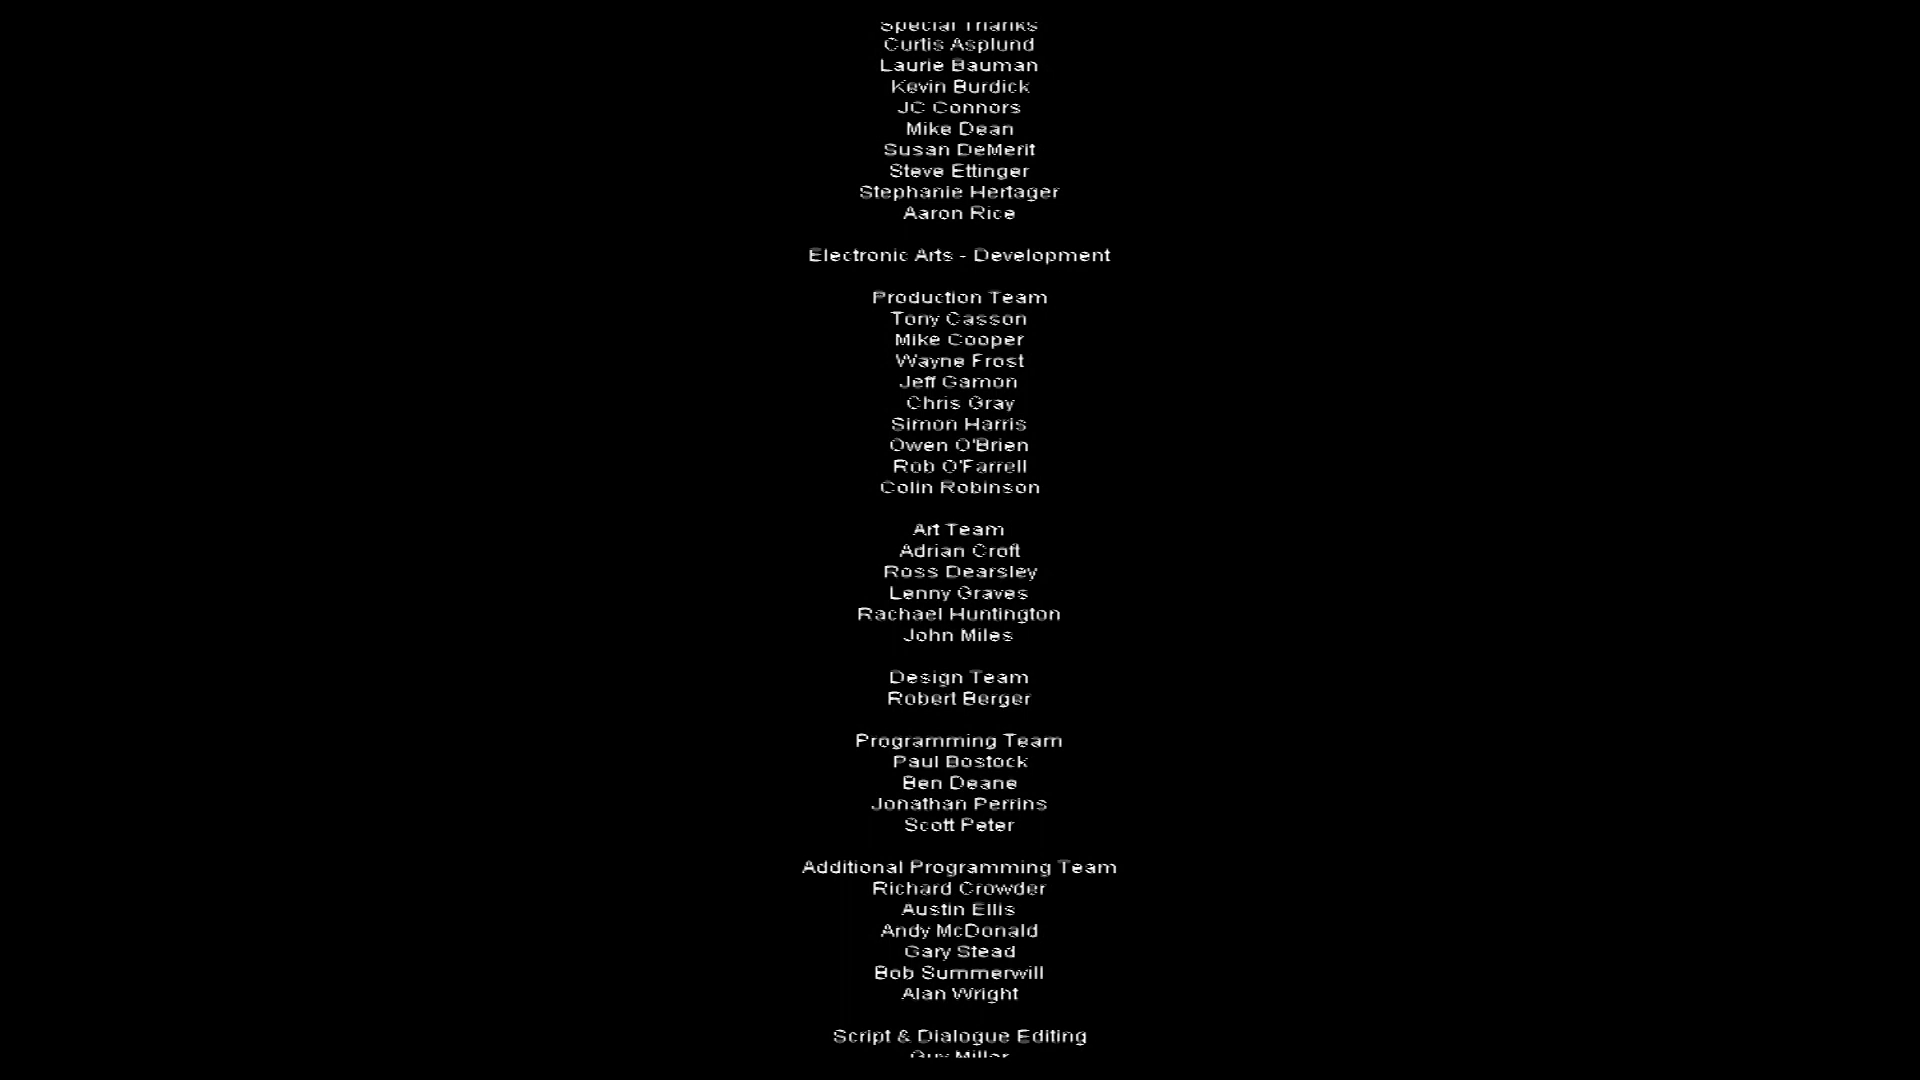 Special Thanks
Curtis Asplund
Laurie Bauman
Kevin Burdick
JC Connors
Mike Dean
Susan DeMerit
Steve Ettinger
Stephanie Hertager
Aaron Rice
Electronic Arts - Development
Production Team
Tony Casson
Mike Cooper
Wayne Frost
Jeff Gamon
Chris Gray
Simon Harris
Owen O'Brien
Rob O'Farrell
Colin Robinson
Art Team
Adrian Croft
Ross Dearsley
Lenny Graves
Rachael Huntington
John Miles
Design Team
Robert Berger
Programming Team
Paul Bostock
Ben Deane
Jonathan Perrins
Scott Peter
Additional Programming Team
Richard Crowder
Austin Ellis
Andy McDonald
Gary Stead
Bob Summerwill
Alan Wright
Script & Dialogue Editing
Guy Miller